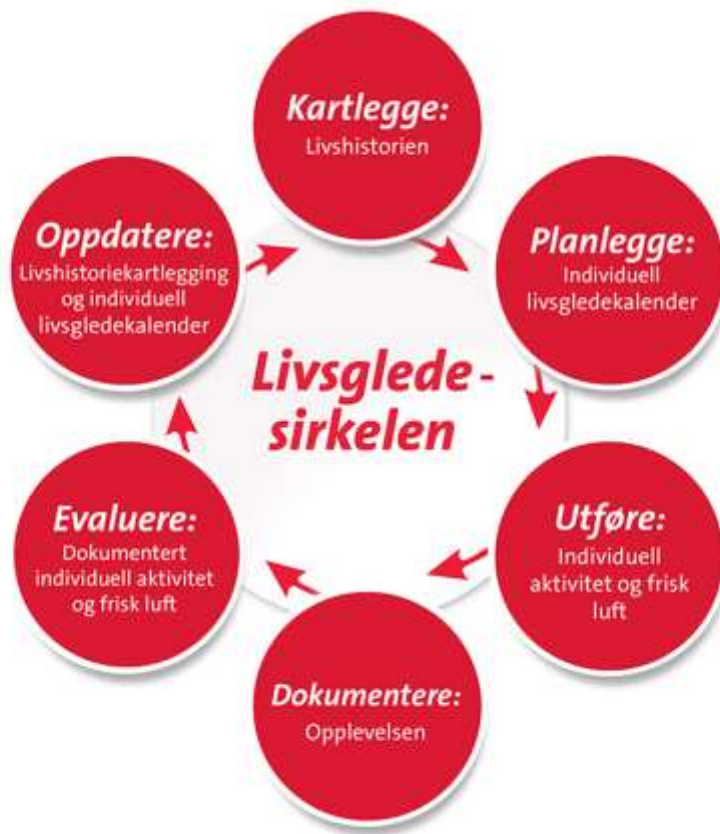 Kartlegge:
Livshistorien
Planlegge:
Individuell
livsgledekalender
Utføre:
Individuell
aktivitet og frisk
luft
Dokumentere:
Opplevelsen
Evaluere:
Dokumentert
individuell aktivitet
og frisk luft
Oppdatere:
Livshistoriekartlegging
og individuell
livsgledekalender
Livsglede-
sirkelen